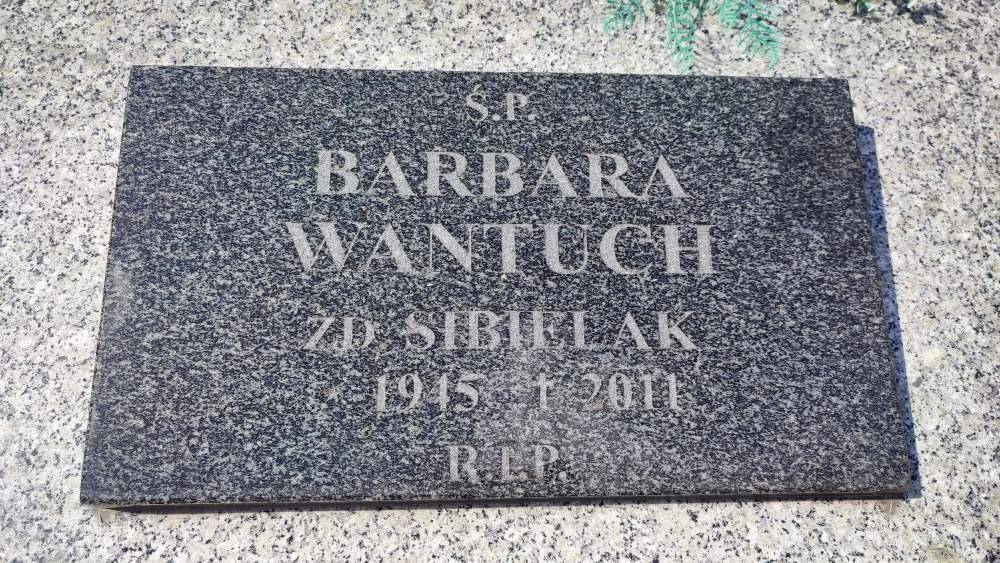 Ś.P.
BARBARA
WANTUCH
ZD. SIBIELAK
* 1945 † 2011
R.I.P.